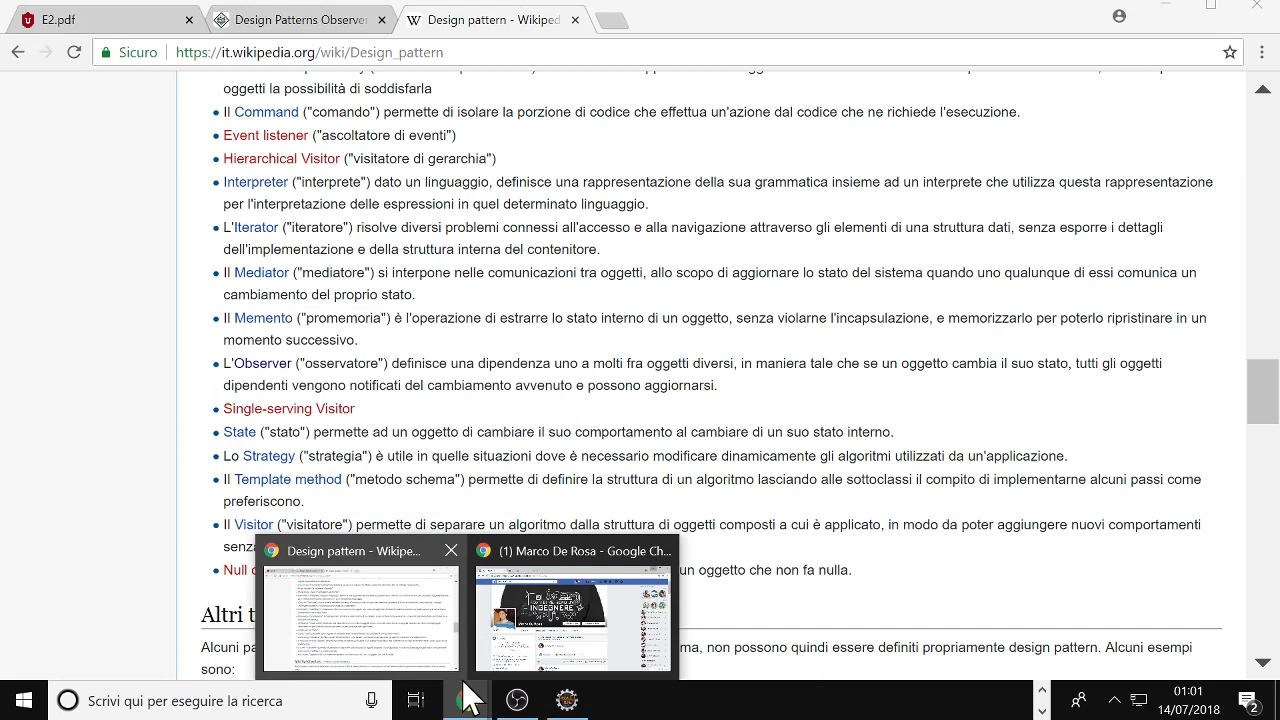 E2.pdf
Design Patterns Observer
Design pattern - Wikiped
Sicuro
https://it.wikipedia.org/wiki/Design_pattern
oggetti la possibilità di soddisfarla
Il Command ("comando") permette di isolare la porzione di codice che effettua un'azione dal codice che ne richiede l'esecuzione.
Event listener ("ascoltatore di eventi")
Hierarchical Visitor ("visitatore di gerarchia")
Interpreter ("interprete") dato un linguaggio, definisce una rappresentazione della sua grammatica insieme ad un interprete che utilizza questa rappresentazione
per l'interpretazione delle espressioni in quel determinato linguaggio.
L'Iterator ("iteratore") risolve diversi problemi connessi all'accesso e alla navigazione attraverso gli elementi di una struttura dati, senza esporre i dettagli
dell'implementazione e della struttura interna del contenitore.
Il Mediator ("mediatore") si interpone nelle comunicazioni tra oggetti, allo scopo di aggiornare lo stato del sistema quando uno qualunque di essi comunica un
cambiamento del proprio stato.
Il Memento ("promemoria") è l'operazione di estrarre lo stato interno di un oggetto, senza violarne l'incapsulazione, e memorizzarlo per poterlo ripristinare in un
momento successivo.
L'Observer ("osservatore") definisce una dipendenza uno a molti fra oggetti diversi, in maniera tale che se un oggetto cambia il suo stato, tutti gli oggetti
dipendenti vengono notificati del cambiamento avvenuto e possono aggiornarsi.
Single-serving Visitor
State ("stato") permette ad un oggetto di cambiare il suo comportamento al cambiare di un suo stato interno.
Lo Strategy ("strategia") è utile in quelle situazioni dove è necessario modificare dinamicamente gli algoritmi utilizzati da un'applicazione.
Il Template method ("metodo schema") permette di definire la struttura di un algoritmo lasciando alle sottoclassi il compito di implementarne alcuni passi come
preferiscono.
Il Visitor ("visitatore") permette di separare un algoritmo dalla struttura di oggetti composti a cui è applicato, in modo da poter aggiungere nuovi comportamenti
senz
Design pattern - Wikipe...
(1) Marco De Rosa - Google Ch...
Null un oggetto che non fa nulla.
Altri
Alcuni non possono quindi essere definiti propriamente design pattern. Alcuni esempi
sono:
Scrivi qui per eseguire la ricerca
01:01
14/07/2018
2